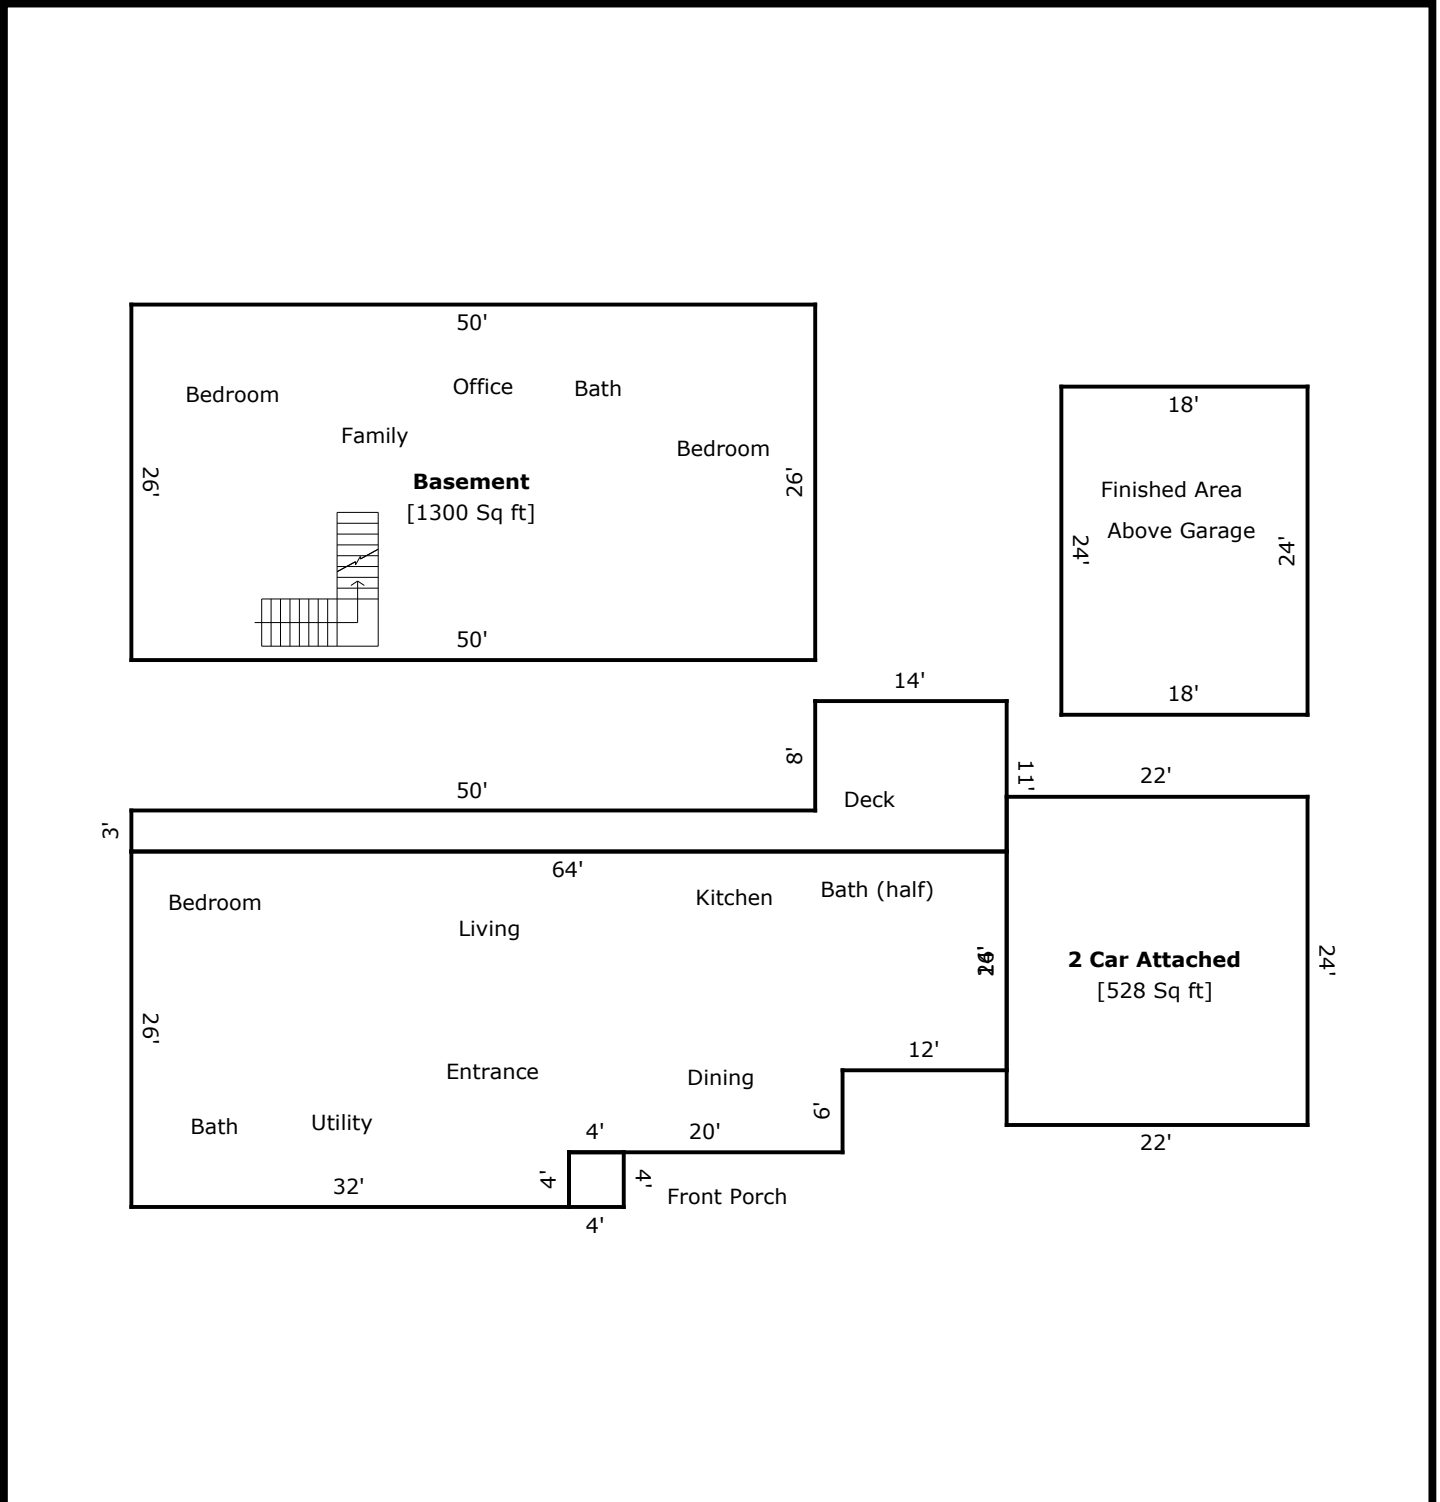 50'
Bedroom
Office
Bath
Family
Bedroom
26'
Basement
26'
[1300 Sq ft]
50'
18'
Finished Area
Above Garage
24'
24'
18'
14'
8'
11'
22'
50'
Deck
3'
64'
Bedroom
Living
Kitchen
Bath (half)
2 Car Attached
[528 Sq ft]
24'
26'
12'
Entrance
Dining
6'
Bath
Utility
4'
20'
22'
32'
4'
4'
Front Porch
4'